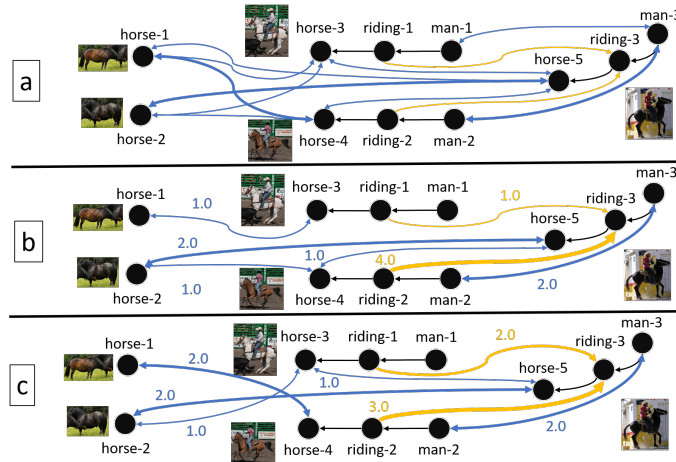 a
horse-1
horse-2
horse-3
riding-1
man-1
horse-4
riding-2
man-2
horse-5
riding-3
man-3
b
horse-1
1.0
horse-2
2.0
1.0
1.0
horse-3
riding-1
man-1
1.0
horse-4
riding-2
man-2
4.0
2.0
horse-5
riding-3
man-3
c
horse-1
2.0
horse-2
2.0
1.0
horse-3
riding-1
man-1
2.0
1.0
horse-4
riding-2
man-2
3.0
2.0
horse-5
riding-3
man-3